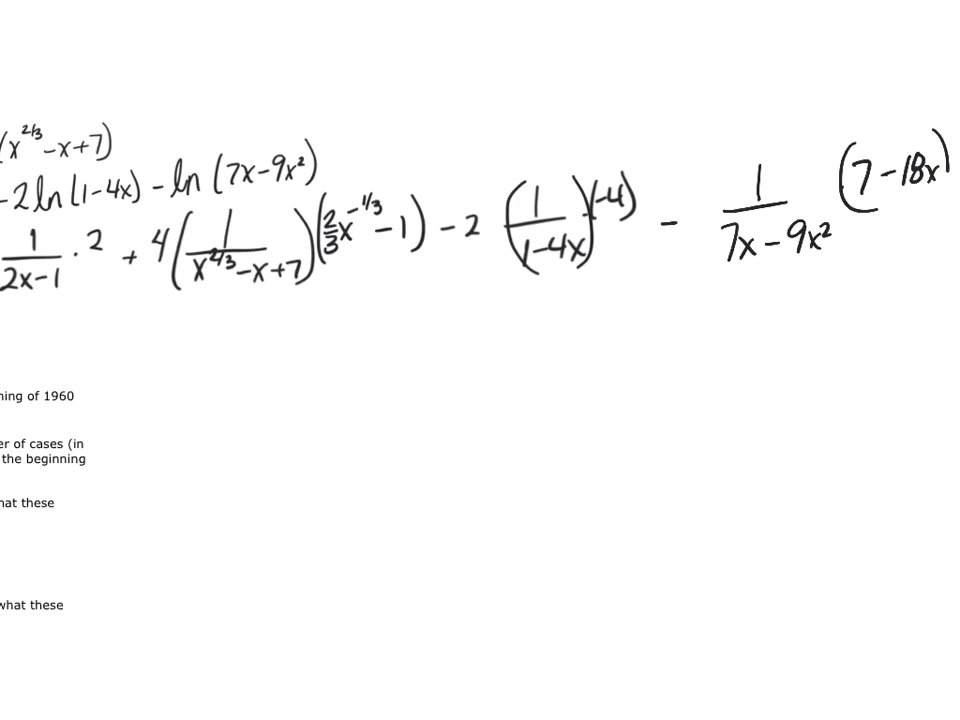 (x^{2/3} - x + 7)
- 2 ln (1 - 4x) - ln (7x - 9x²)
1/(2x - 1) · 2 + 4 (1/(x^{2/3} - x + 7)) (2/3 x^{-1/3} - 1) - 2 (1/(1 - 4x)) (-4) - 1/(7x - 9x²) (7 - 18x)
ning of 1960
er of cases (in
the beginning
hat these
what these